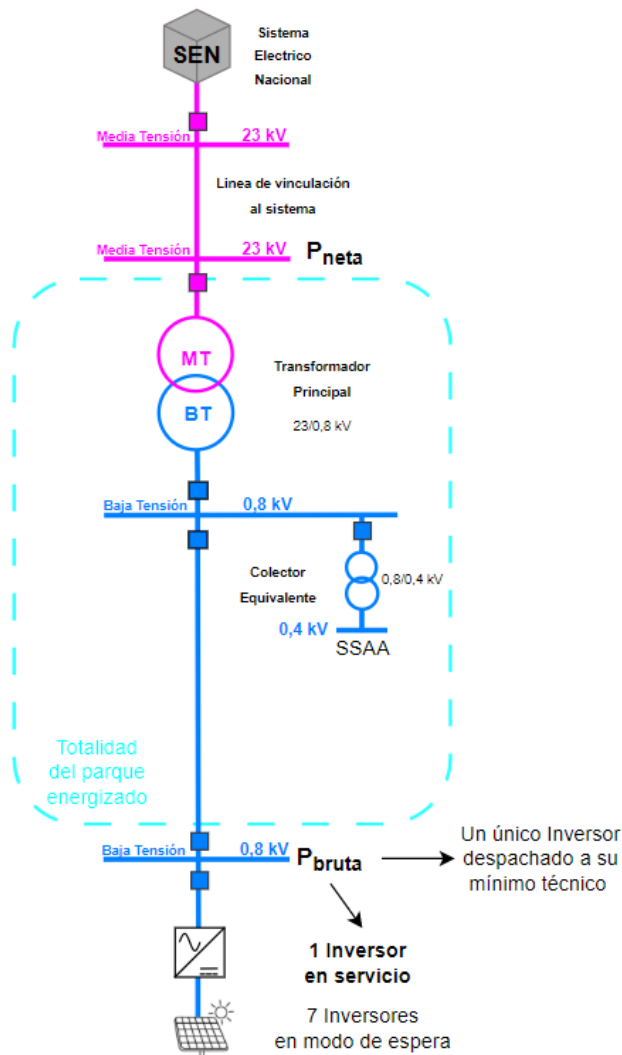 SEN
Sistema
Electrico
Nacional
Media Tensión 23 kV
Linea de vinculación
al sistema
Media Tensión 23 kV
Pneta
MT
BT
Transformador
Principal
23/0,8 kV
Baja Tensión 0,8 kV
Colector
Equivalente
0,8/0,4 kV
0,4 kV
SSAA
Totalidad
del parque
energizado
Baja Tensión 0,8 kV
Pbruta
Un único Inversor
despachado a su
mínimo técnico
1 Inversor
en servicio
7 Inversores
en modo de espera